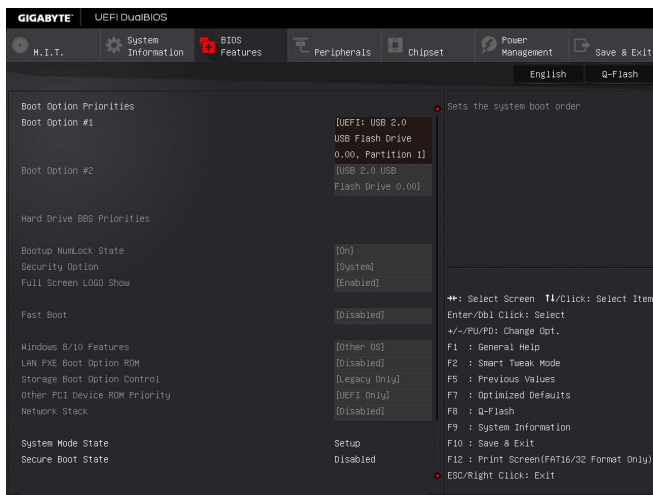 GIGABYTE™ UEFI DualBIOS
M.I.T. System Information BIOS Features Peripherals Chipset Power Management Save & Exit
English Q-Flash
Boot Option Priorities
Boot Option #1 [UEFI: USB 2.0
USB Flash Drive
0.00, Partition 1]
Boot Option #2 [USB 2.0 USB
Flash Drive 0.00]
Hard Drive BBS Priorities
Bootup NumLock State [On]
Security Option [System]
Full Screen LOGO Show [Enabled]
Fast Boot [Disabled]
Windows 8/10 Features [Other OS]
LAN PXE Boot Option ROM [Disabled]
Storage Boot Option Control [Legacy Only]
Other PCI Device ROM Priority [UEFI Only]
Network Stack [Disabled]
System Mode State Setup
Secure Boot State Disabled
Sets the system boot order
→←: Select Screen ↑↓/Click: Select Item
Enter/Dbl Click: Select
+/-/PU/PD: Change Opt.
F1 : General Help
F2 : Smart Tweak Mode
F5 : Previous Values
F7 : Optimized Defaults
F8 : Q-Flash
F9 : System Information
F10 : Save & Exit
F12 : Print Screen(FAT16/32 Format Only)
ESC/Right Click: Exit